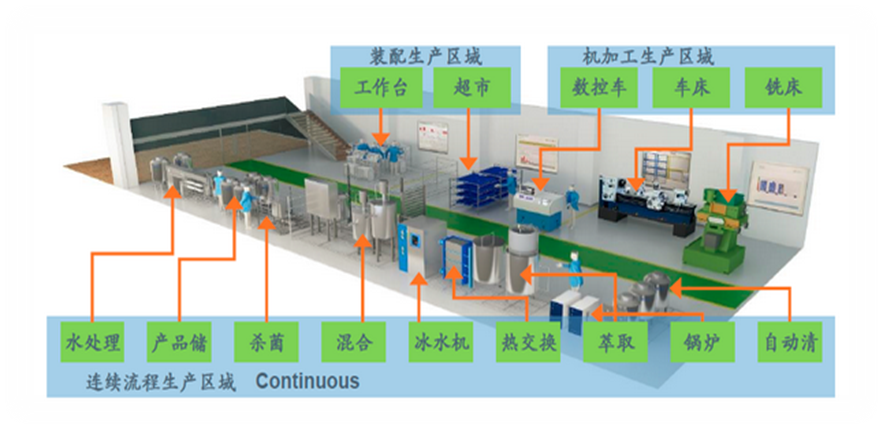 装配生产区域
机加工生产区域
工作台
超市
数控车
车床
铣床
水处理
产品储
杀菌
混合
冰水机
热交换
萃取
锅炉
自动清
连续流程生产区域 Continuous